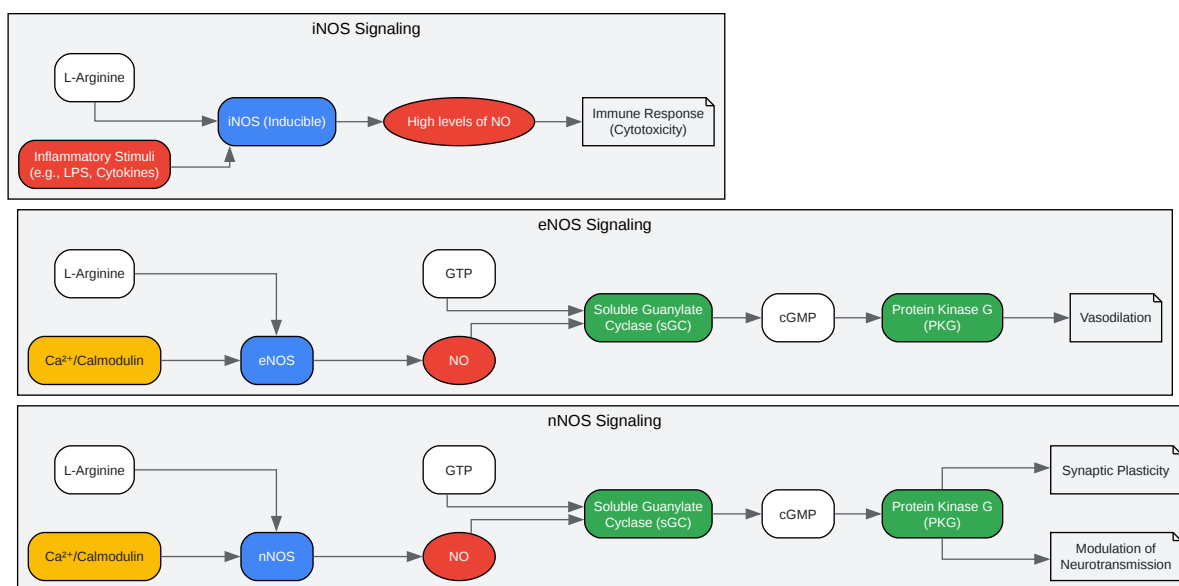 iNOS Signaling
L-Arginine
iNOS (Inducible)
High levels of NO
Immune Response
(Cytotoxicity)
Inflammatory Stimuli
(e.g., LPS, Cytokines)
eNOS Signaling
L-Arginine
GTP
Soluble Guanylate
Cyclase (sGC)
cGMP
Protein Kinase G
(PKG)
Vasodilation
Ca²⁺/Calmodulin
eNOS
NO
nNOS Signaling
L-Arginine
GTP
Synaptic Plasticity
Soluble Guanylate
Cyclase (sGC)
cGMP
Protein Kinase G
(PKG)
Ca²⁺/Calmodulin
nNOS
NO
Modulation of
Neurotransmission